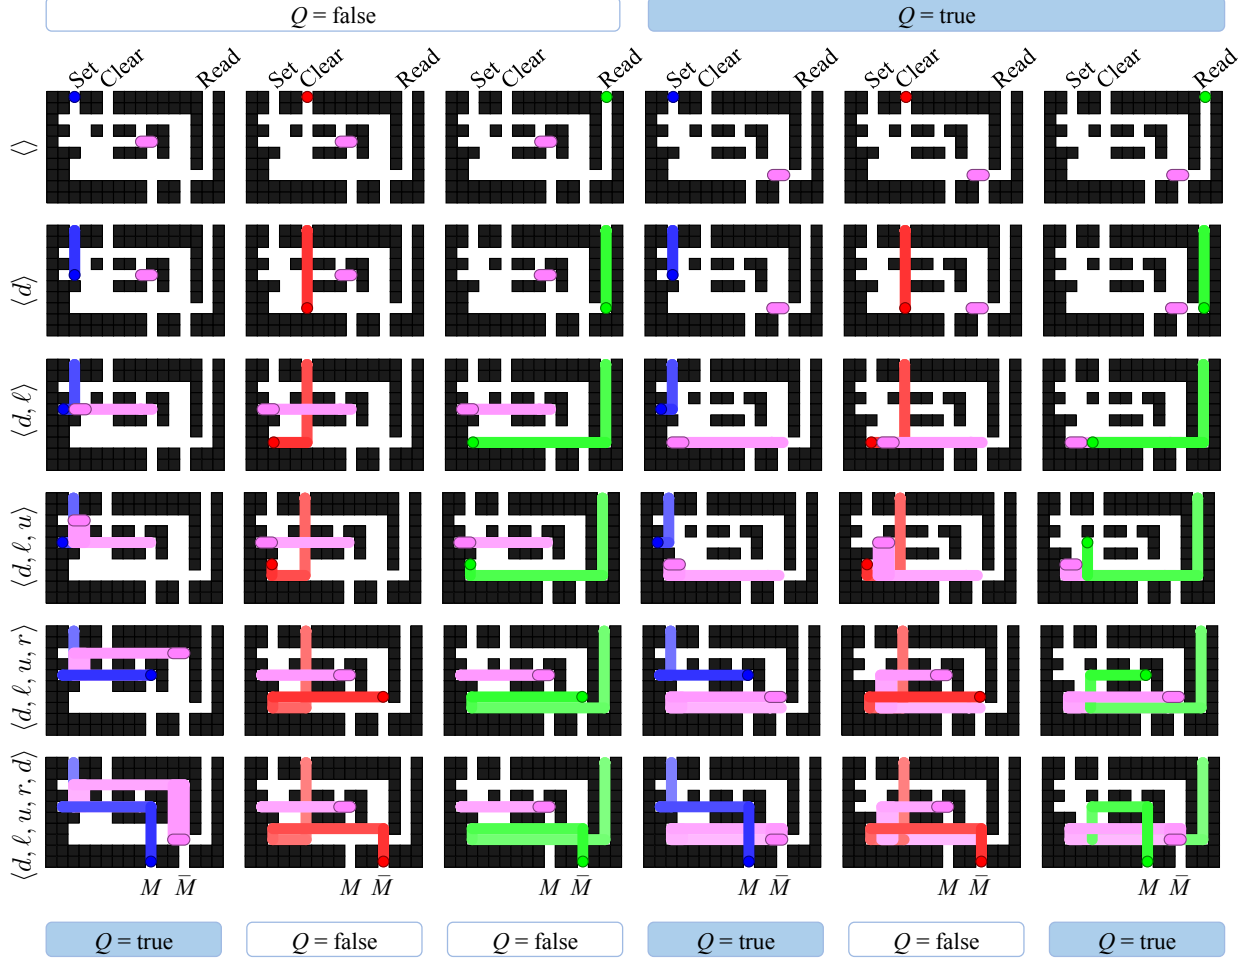 Q = false Q = true
Set Clear Read Set Clear Read Set Clear Read Set Clear Read Set Clear Read Set Clear Read
⟨⟩
⟨d⟩
⟨d, ℓ⟩
⟨d, ℓ, u⟩
⟨d, ℓ, u, r⟩
⟨d, ℓ, u, r, d⟩
M M̄ M M̄ M M̄ M M̄ M M̄ M M̄
Q = true Q = false Q = false Q = true Q = false Q = true